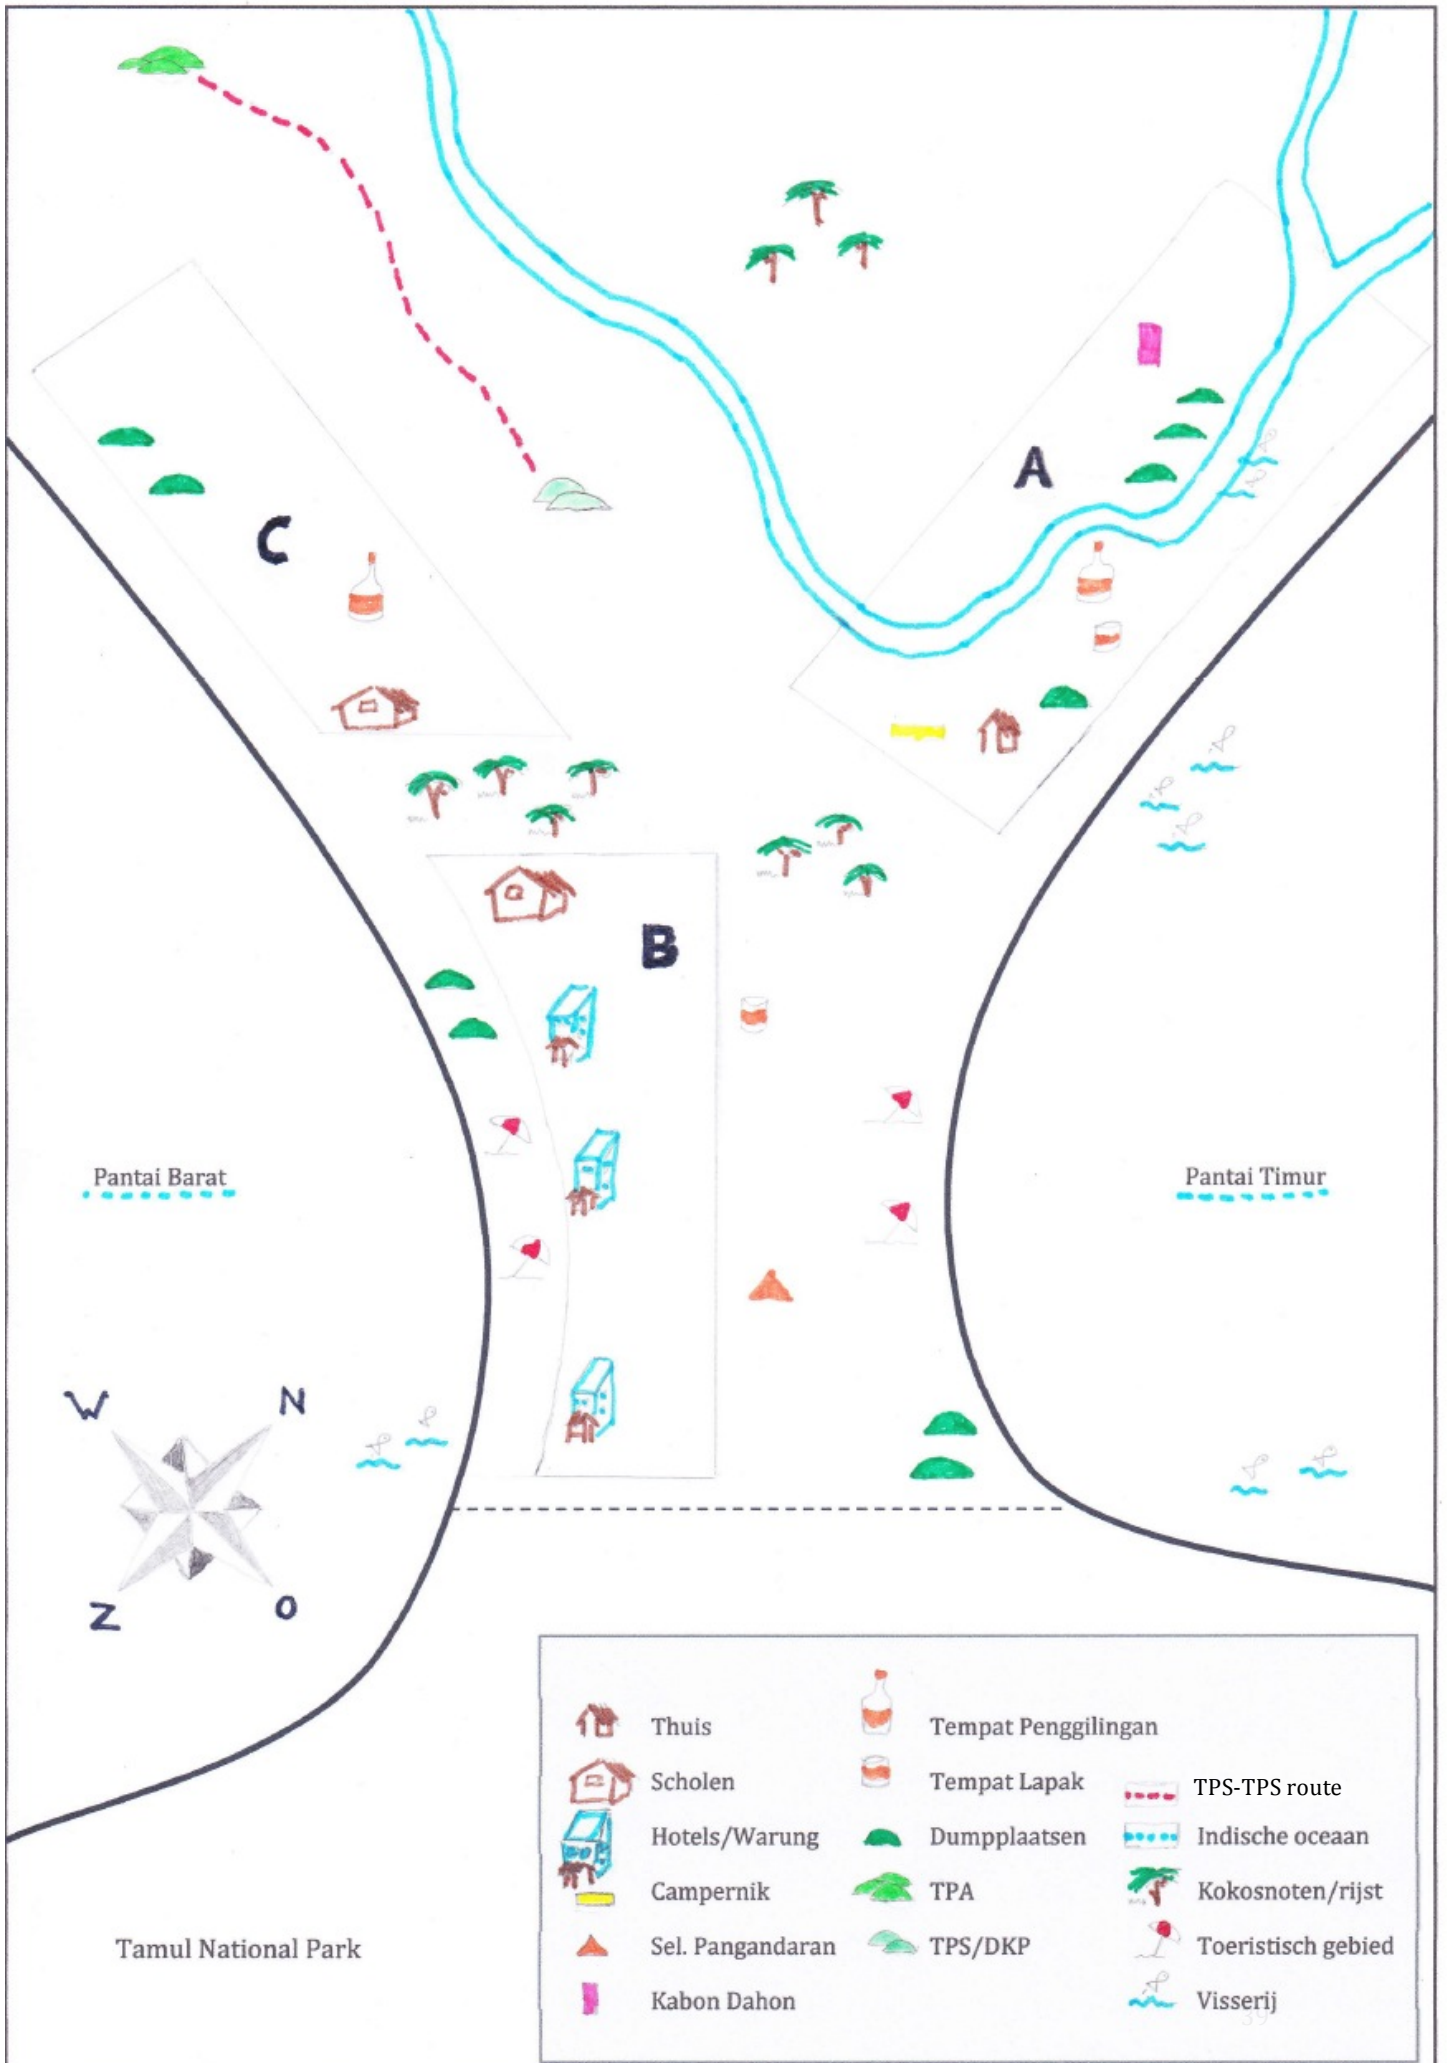 A
C
B
Pantai Barat
Pantai Timur
W
N
Z
O
Thuis
Scholen
Hotels/Warung
Campernik
Sel. Pangandaran
Kabon Dahon
Tempat Penggilingan
Tempat Lapak
Dumpplaatsen
TPA
TPS/DKP
TPS-TPS route
Indische oceaan
Kokosnoten/rijst
Toeristisch gebied
Visserij
39
Tamul National Park